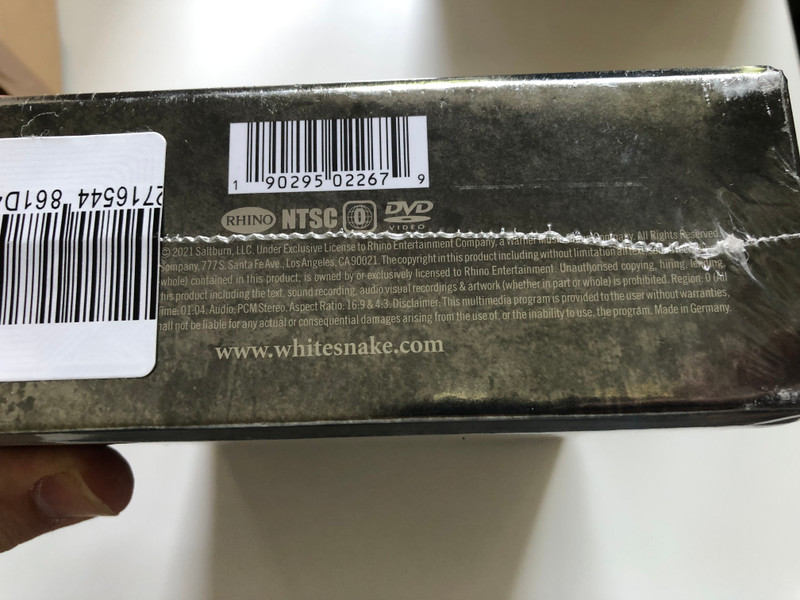 2716544 861D
1 90295 02267 9
RHINO NTSC 0 DVD
VIDEO
© 2021 Saltburn, LLC. Under Exclusive License to Rhino Entertainment Company, a Warner Company. All Rights Reserved.
Company, 777 S. Santa Fe Ave., Los Angeles, CA 90021. The copyright in this product including without limitation
whole) contained in this product, is owned by or exclusively licensed to Rhino Entertainment. Unauthorised copying, hiring, lending,
this product including the text, sound recording, audio, visual recordings & artwork (whether in part or whole) is prohibited. Region: 0 (All
ime: 01:04. Audio: PCM Stereo. Aspect Ratio: 16:9 & 4:3. Disclaimer: This multimedia program is provided to the user without warranties,
hall not be liable for any actual or consequential damages arising from the use of, or the inability to use, the program. Made in Germany.
www.whitesnake.com